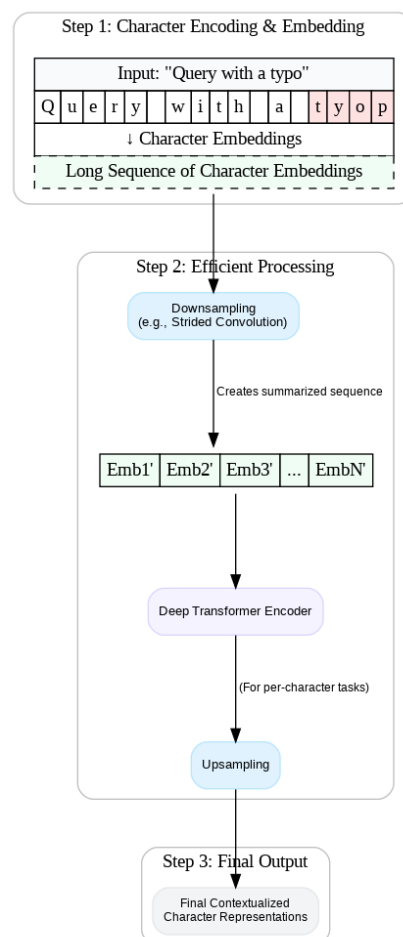 Step 1: Character Encoding & Embedding
Input: "Query with a typo"
Q u e r y w i t h a t y o p
↓ Character Embeddings
Long Sequence of Character Embeddings
Step 2: Efficient Processing
Downsampling
(e.g., Strided Convolution)
Creates summarized sequence
Emb1' Emb2' Emb3' ... EmbN'
Deep Transformer Encoder
(For per-character tasks)
Upsampling
Step 3: Final Output
Final Contextualized
Character Representations